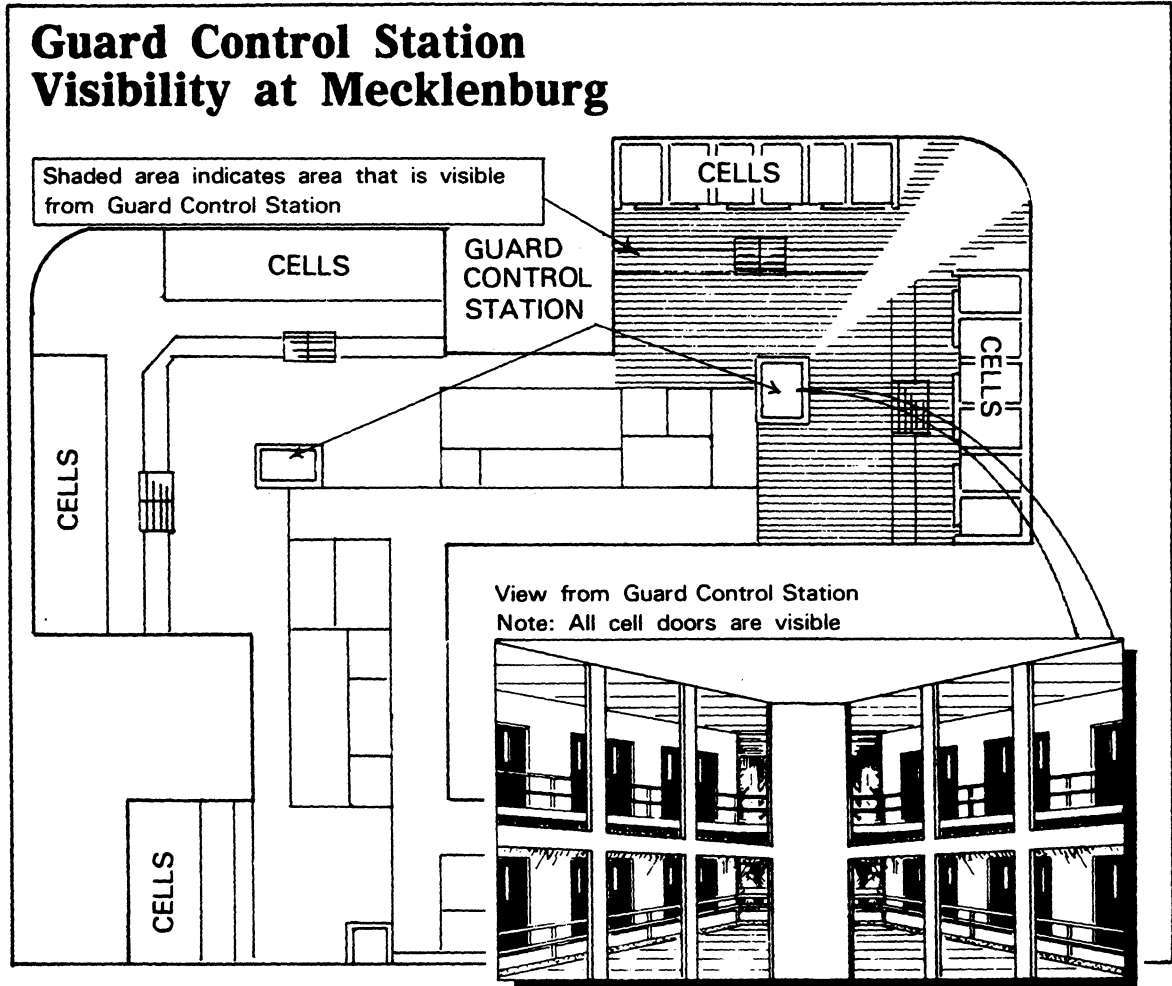 Guard Control Station
Visibility at Mecklenburg
Shaded area indicates area that is visible
from Guard Control Station
CELLS
CELLS
GUARD
CONTROL
STATION
CELLS
CELLS
View from Guard Control Station
Note: All cell doors are visible
CELLS